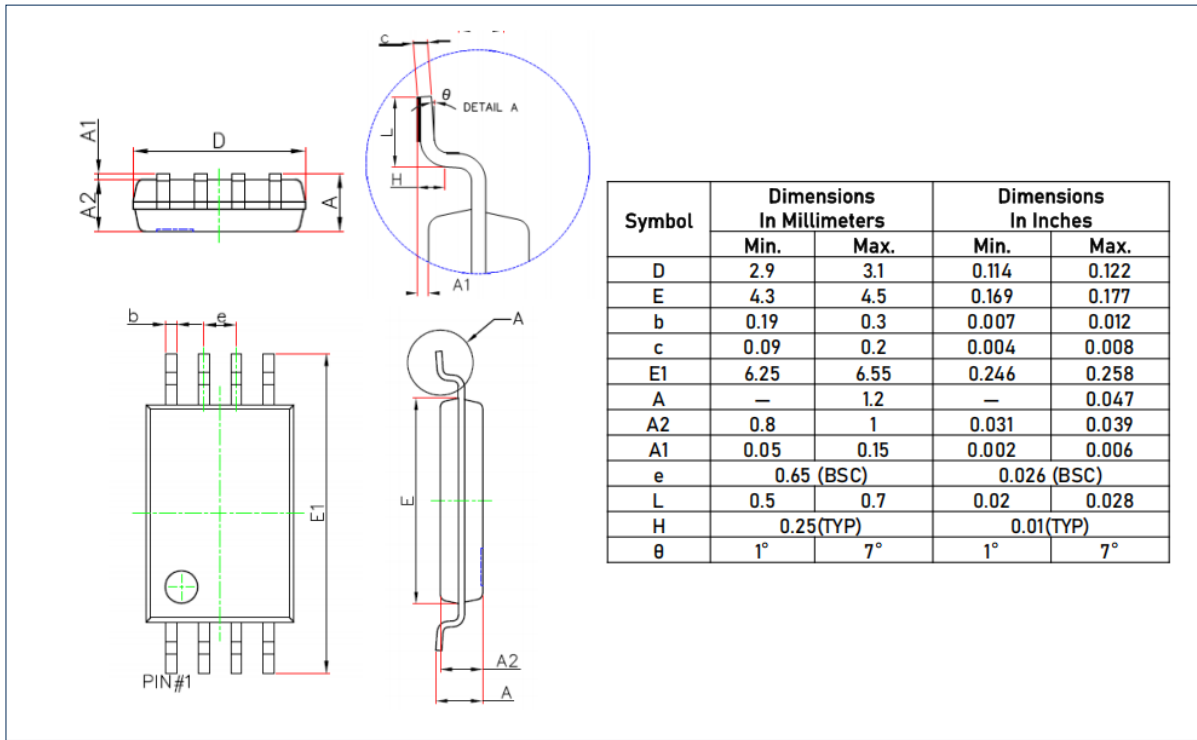 c
θ
DETAIL A
L
H
A1
A1
D
A2
A
b
e
A
E1
E
PIN#1
A2
A
Symbol Dimensions In Millimeters Dimensions In Inches
Min. Max. Min. Max.
D 2.9 3.1 0.114 0.122
E 4.3 4.5 0.169 0.177
b 0.19 0.3 0.007 0.012
c 0.09 0.2 0.004 0.008
E1 6.25 6.55 0.246 0.258
A — 1.2 — 0.047
A2 0.8 1 0.031 0.039
A1 0.05 0.15 0.002 0.006
e 0.65 (BSC) 0.026 (BSC)
L 0.5 0.7 0.02 0.028
H 0.25(TYP) 0.01(TYP)
θ 1° 7° 1° 7°